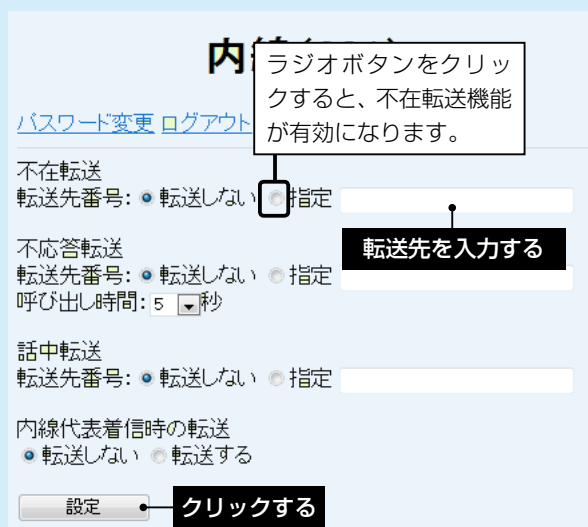 内線
ラジオボタンをクリッ
クすると、不在転送機能
が有効になります。
パスワード変更 ログアウト
不在転送
転送先番号: 転送しない 指定
転送先を入力する
不応答転送
転送先番号: 転送しない 指定
呼び出し時間: 5 秒
話中転送
転送先番号: 転送しない 指定
内線代表着信時の転送
転送しない 転送する
設定 クリックする